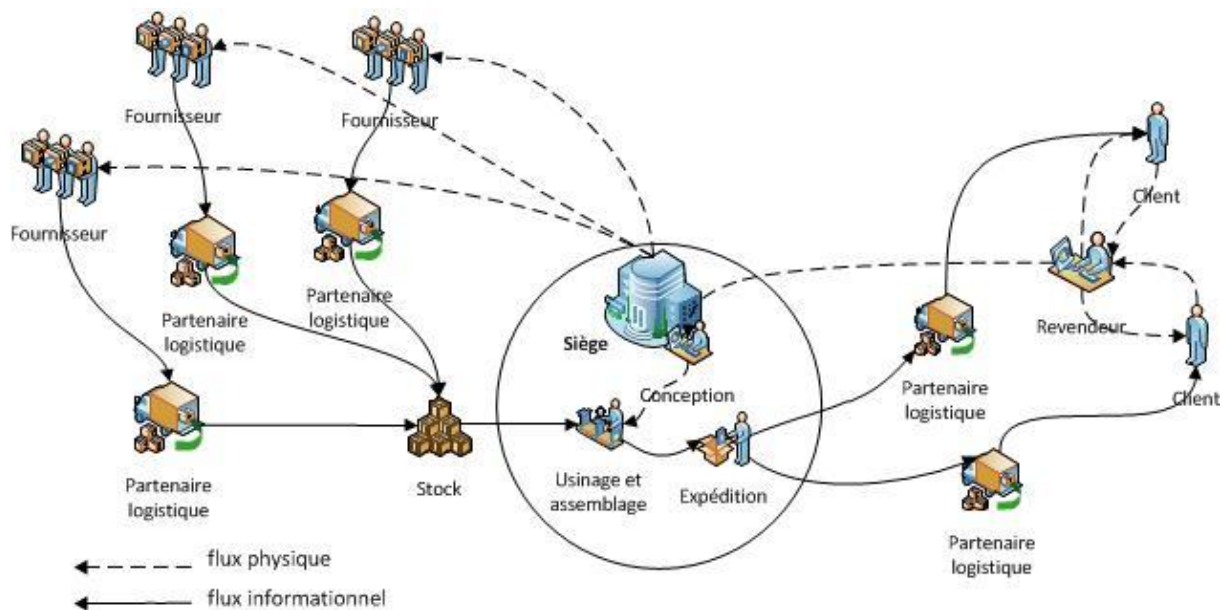 Fournisseur
Fournisseur
Fournisseur
Client
Partenaire
logistique
Partenaire
logistique
Siège
Revendeur
Conception
Partenaire
logistique
Client
Partenaire
logistique
Stock
Usinage et
assemblage
Expédition
Partenaire
logistique
flux physique
flux informationnel